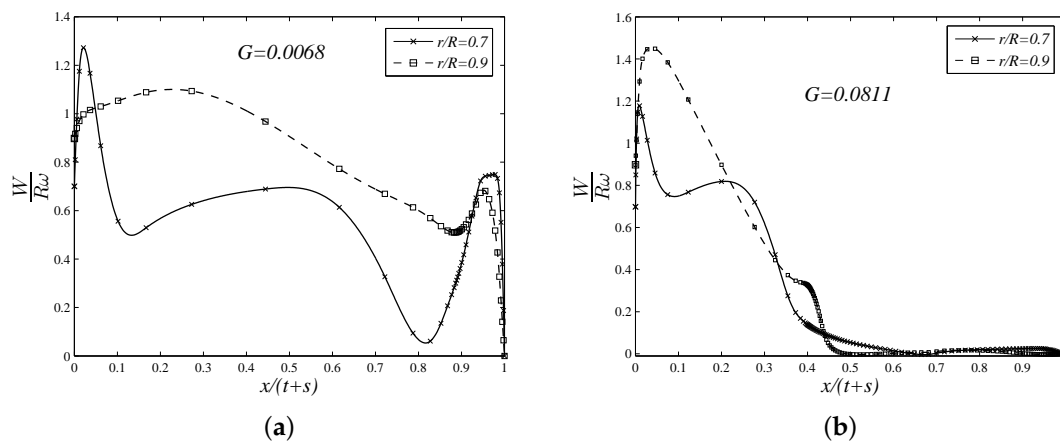 1.4
1.2
1
0.8
0.6
0.4
0.2
0
W
Rω
G=0.0068
r/R=0.7
r/R=0.9
0 0.1 0.2 0.3 0.4 0.5 0.6 0.7 0.8 0.9 1
x/(t+s)
(a)
1.6
1.4
1.2
1
0.8
0.6
0.4
0.2
0
W
Rω
G=0.0811
r/R=0.7
r/R=0.9
0 0.1 0.2 0.3 0.4 0.5 0.6 0.7 0.8 0.9
x/(t+s)
(b)